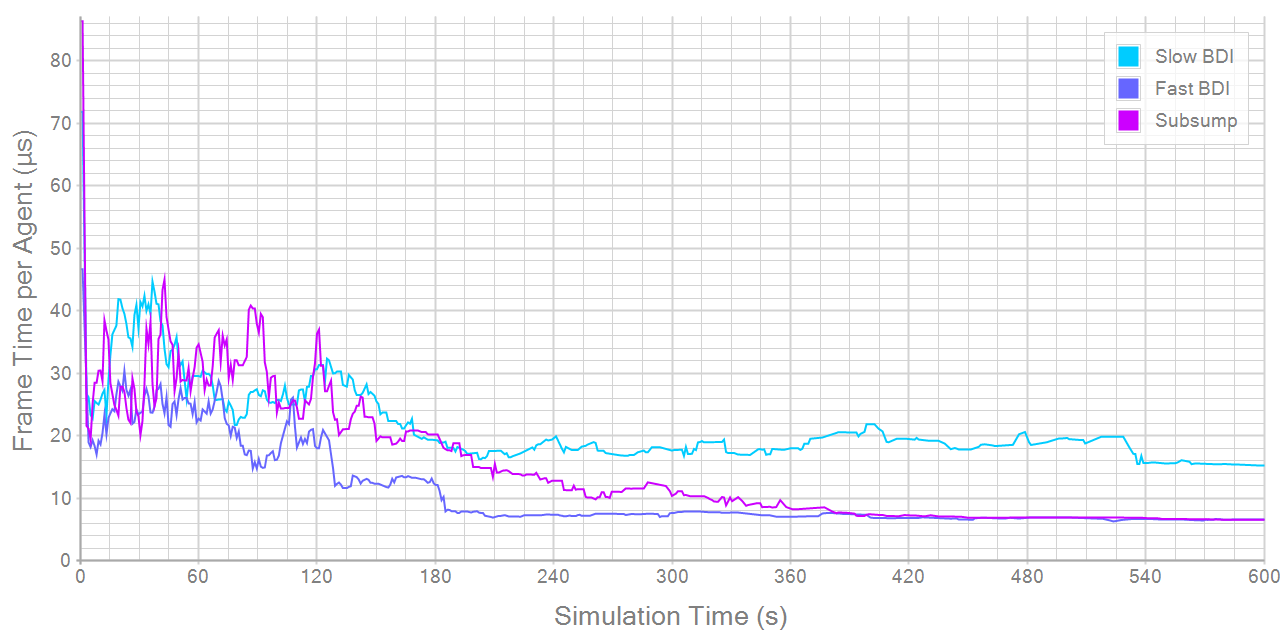 Frame Time per Agent (µs)
80
70
60
50
40
30
20
10
0
Slow BDI
Fast BDI
Subsump
0 60 120 180 240 300 360 420 480 540 600
Simulation Time (s)